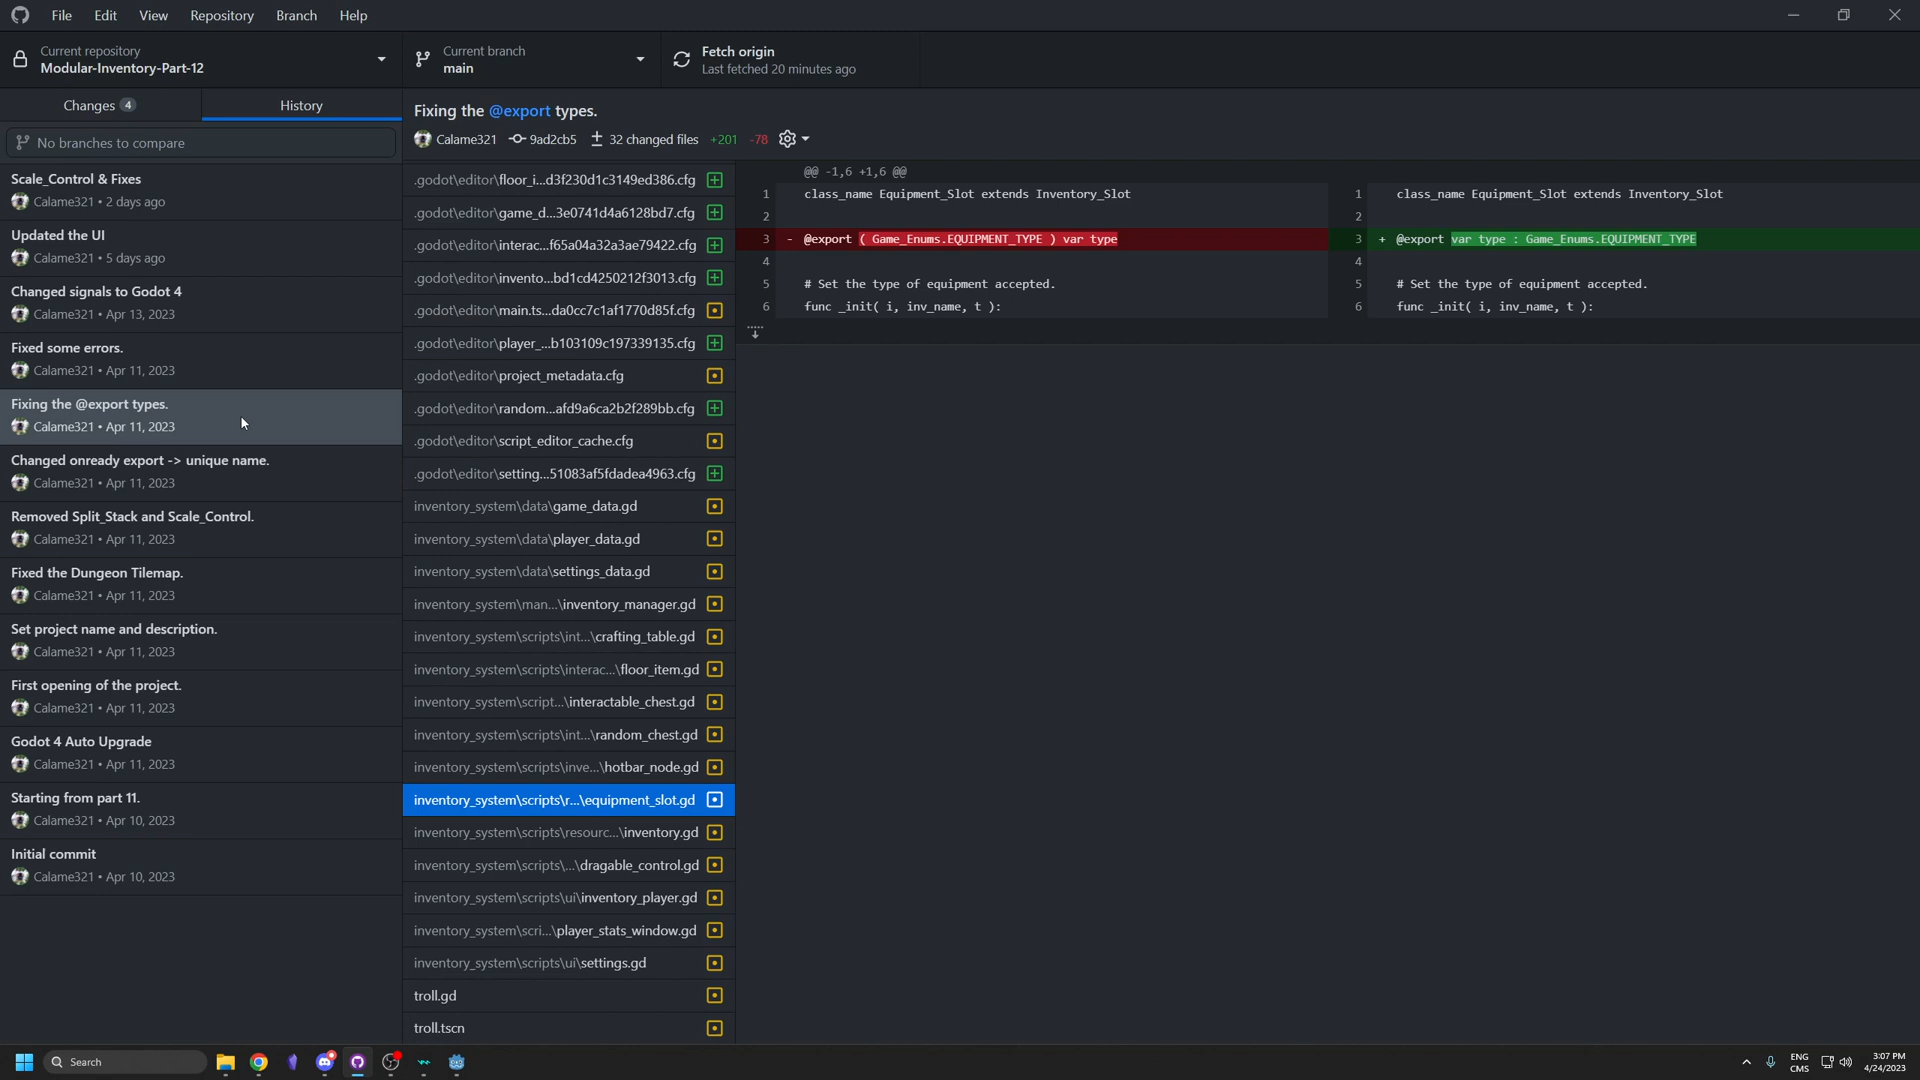 File Edit View Repository Branch Help
Current repository
Modular-Inventory-Part-12
Current branch
main
Fetch origin
Last fetched 20 minutes ago
Changes 4
History
No branches to compare
Scale_Control & Fixes
Calame321 • 2 days ago
Updated the UI
Calame321 • 5 days ago
Changed signals to Godot 4
Calame321 • Apr 13, 2023
Fixed some errors.
Calame321 • Apr 11, 2023
Fixing the @export types.
Calame321 • Apr 11, 2023
Changed onready export -> unique name.
Calame321 • Apr 11, 2023
Removed Split_Stack and Scale_Control.
Calame321 • Apr 11, 2023
Fixed the Dungeon Tilemap.
Calame321 • Apr 11, 2023
Set project name and description.
Calame321 • Apr 11, 2023
First opening of the project.
Calame321 • Apr 11, 2023
Godot 4 Auto Upgrade
Calame321 • Apr 11, 2023
Starting from part 11.
Calame321 • Apr 10, 2023
Initial commit
Calame321 • Apr 10, 2023
Fixing the @export types.
Calame321 9ad2cb5 32 changed files +201 -78
.godot\editor\floor_i...d3f230d1c3149ed386.cfg
.godot\editor\game_d...3e0741d4a6128bd7.cfg
.godot\editor\interac...f65a04a32a3ae79422.cfg
.godot\editor\invento...bd1cd4250212f3013.cfg
.godot\editor\main.ts...da0cc7c1af1770d85f.cfg
.godot\editor\player_...b103109c197339135.cfg
.godot\editor\project_metadata.cfg
.godot\editor\random...afd9a6ca2b2f289bb.cfg
.godot\editor\script_editor_cache.cfg
.godot\editor\setting...51083af5fdadea4963.cfg
inventory_system\data\game_data.gd
inventory_system\data\player_data.gd
inventory_system\data\settings_data.gd
inventory_system\man...\inventory_manager.gd
inventory_system\scripts\int...\crafting_table.gd
inventory_system\scripts\interac...\floor_item.gd
inventory_system\script...\interactable_chest.gd
inventory_system\scripts\int...\random_chest.gd
inventory_system\scripts\inve...\hotbar_node.gd
inventory_system\scripts\r...\equipment_slot.gd
inventory_system\scripts\resourc...\inventory.gd
inventory_system\scripts\...\dragable_control.gd
inventory_system\scripts\ui\inventory_player.gd
inventory_system\scri...\player_stats_window.gd
inventory_system\scripts\ui\settings.gd
troll.gd
troll.tscn
@@ -1,6 +1,6 @@
1 class_name Equipment_Slot extends Inventory_Slot
2
3 - @export ( Game_Enums.EQUIPMENT_TYPE ) var type
4
5 # Set the type of equipment accepted.
6 func _init( i, inv_name, t ):
1 class_name Equipment_Slot extends Inventory_Slot
2
3 + @export var type : Game_Enums.EQUIPMENT_TYPE
4
5 # Set the type of equipment accepted.
6 func _init( i, inv_name, t ):
Search
ENG
CMS
3:07 PM
4/24/2023